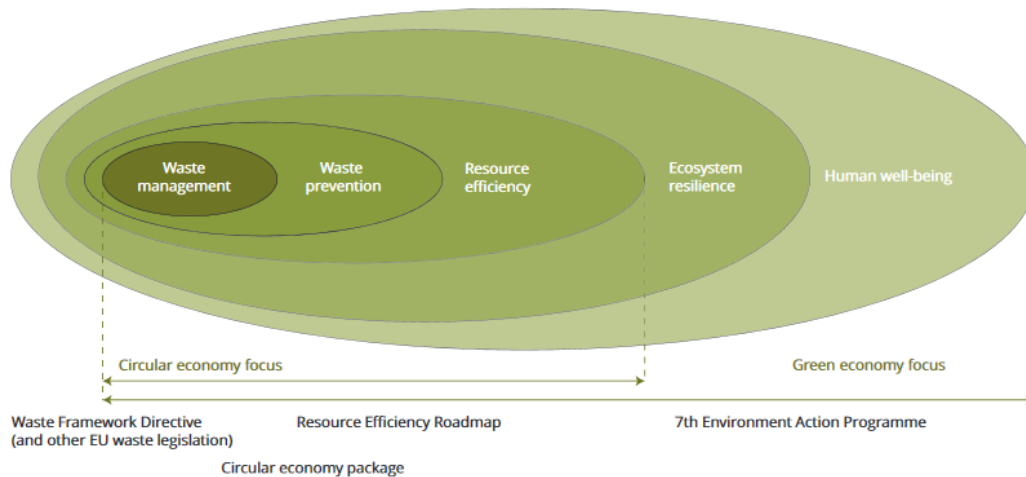 Waste
management
Waste
prevention
Resource
efficiency
Ecosystem
resilience
Human well-being
Circular economy focus
Green economy focus
Waste Framework Directive
(and other EU waste legislation)
Resource Efficiency Roadmap
7th Environment Action Programme
Circular economy package